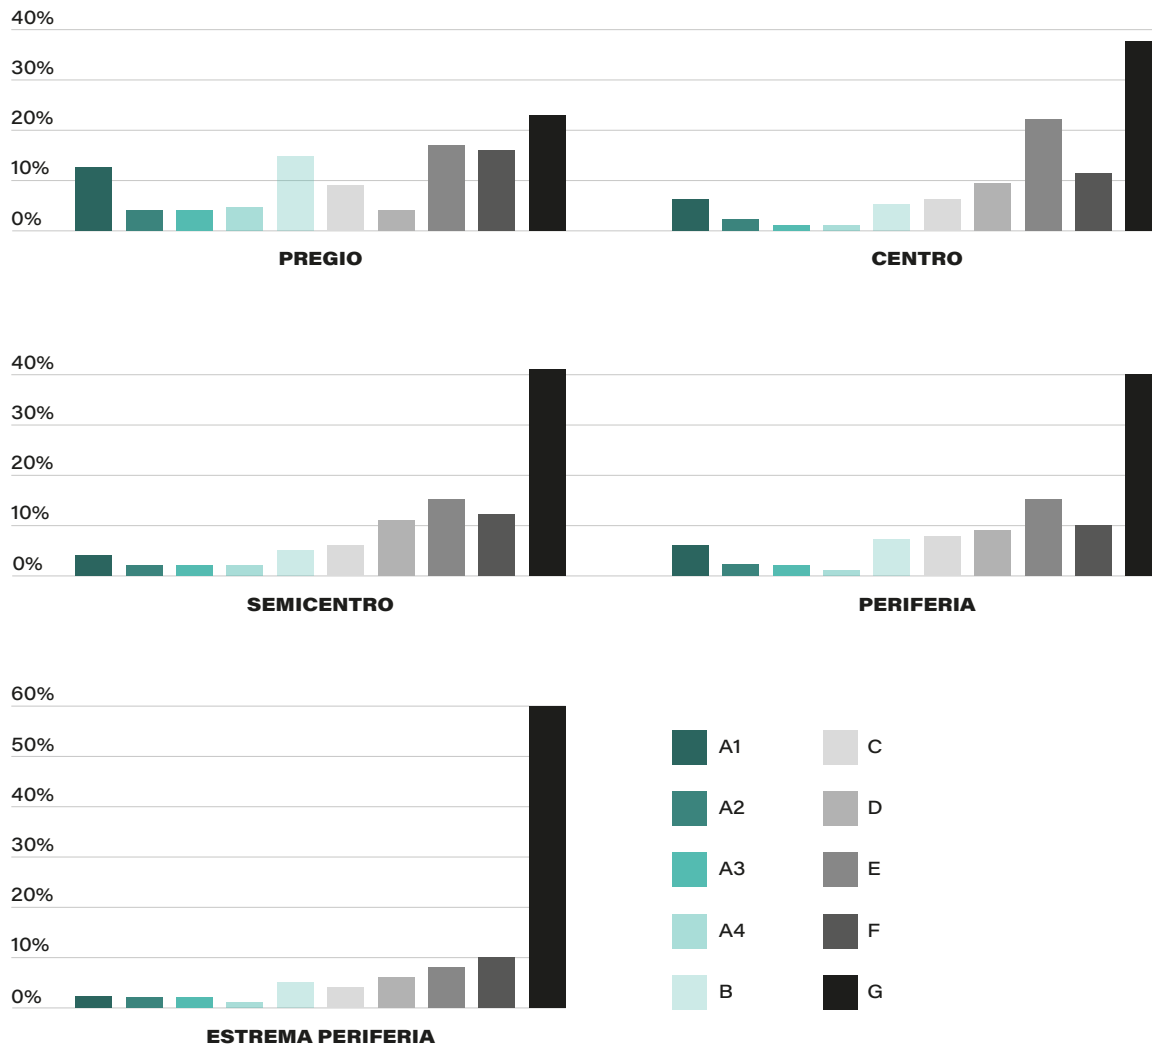 40%
30%
20%
10%
0%
PREGIO
CENTRO
40%
30%
20%
10%
0%
SEMICENTRO
PERIFERIA
60%
50%
40%
30%
20%
10%
0%
ESTREMA PERIFERIA
A1
A2
A3
A4
B
C
D
E
F
G